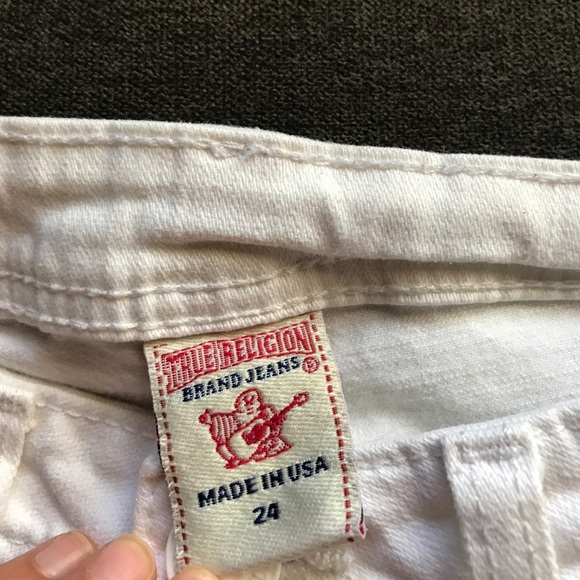 TRUE RELIGION
BRAND JEANS ®
MADE IN USA
24